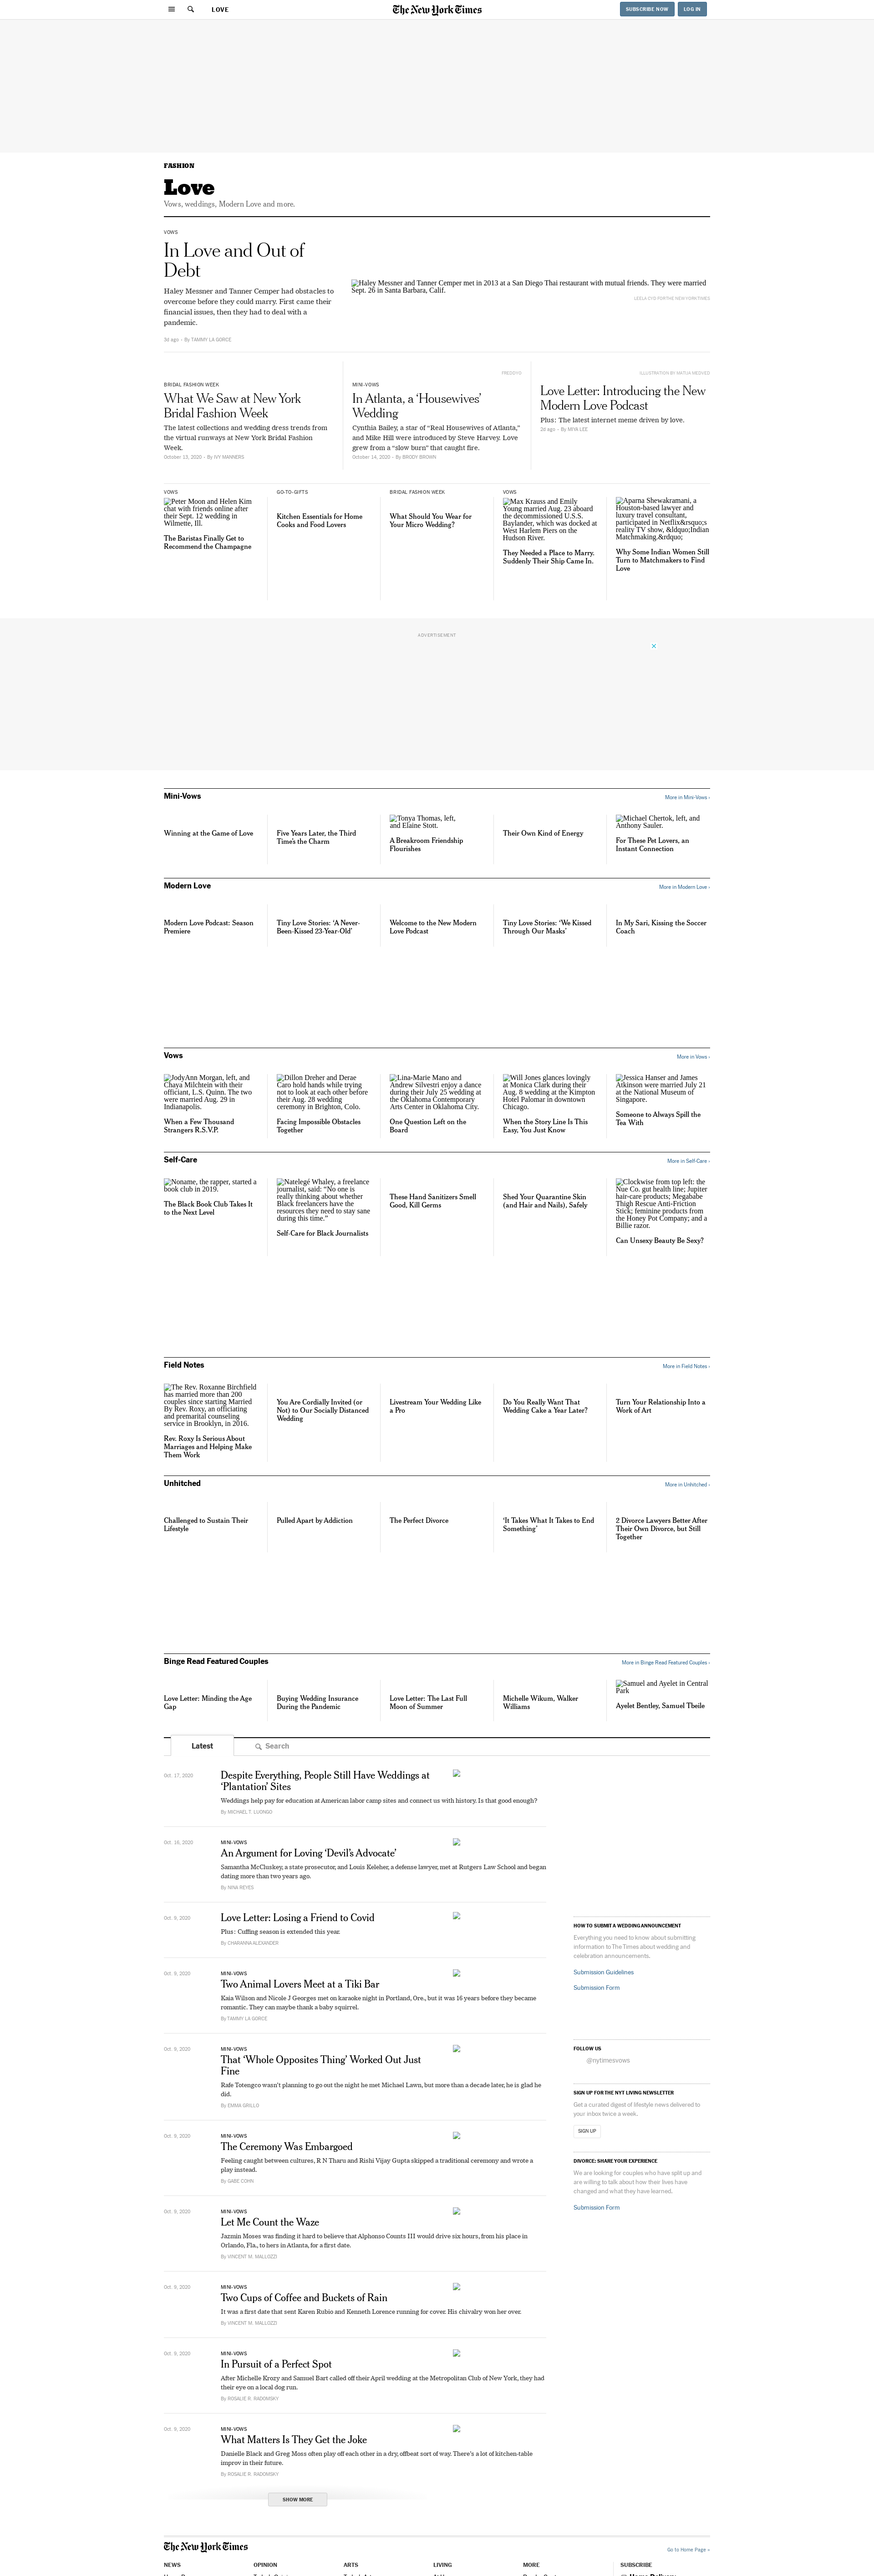 LOVE
The New York Times
SUBSCRIBE NOW
LOG IN
FASHION
Love
Vows, weddings, Modern Love and more.
VOWS
In Love and Out of
Debt
Haley Messner and Tanner Cemper had obstacles to
overcome before they could marry. First came their
financial issues, then they had to deal with a
pandemic.
3d ago · By TAMMY LA GORCE
Haley Messner and Tanner Cemper met in 2013 at a San Diego Thai restaurant with mutual friends. They were married
Sept. 26 in Santa Barbara, Calif.
LEELA CYD FOR THE NEW YORK TIMES
BRIDAL FASHION WEEK
What We Saw at New York
Bridal Fashion Week
The latest collections and wedding dress trends from
the virtual runways at New York Bridal Fashion
Week.
October 13, 2020 · By IVY MANNERS
FREDDYO
MINI-VOWS
In Atlanta, a ‘Housewives’
Wedding
Cynthia Bailey, a star of “Real Housewives of Atlanta,”
and Mike Hill were introduced by Steve Harvey. Love
grew from a “slow burn” that caught fire.
October 14, 2020 · By BRODY BROWN
Love Letter: Introducing the New
Modern Love Podcast
Plus: The latest internet meme driven by love.
2d ago · By MIYA LEE
VOWS
Peter Moon and Helen Kim
chat with friends online after
their Sept. 12 wedding in
Wilmette, Ill.
The Baristas Finally Get to
Recommend the Champagne
GO-TO-GIFTS
Kitchen Essentials for Home
Cooks and Food Lovers
BRIDAL FASHION WEEK
What Should You Wear for
Your Micro Wedding?
VOWS
Max Krauss and Emily
Young married Aug. 23 aboard
the decommissioned U.S.S.
Baylander, which was docked at
West Harlem Piers on the
Hudson River.
They Needed a Place to Marry.
Suddenly Their Ship Came In.
Aparna Shewakramani, a
Houston-based lawyer and
luxury travel consultant,
participated in Netflix&rsquo;s
reality TV show, &ldquo;Indian
Matchmaking.&rdquo;
Why Some Indian Women Still
Turn to Matchmakers to Find
Love
ADVERTISEMENT
Mini-Vows
More in Mini-Vows ›
Winning at the Game of Love
Five Years Later, the Third
Time’s the Charm
Tonya Thomas, left,
and Elaine Stott.
A Breakroom Friendship
Flourishes
Their Own Kind of Energy
Michael Chertok, left, and
Anthony Sauler.
For These Pet Lovers, an
Instant Connection
Modern Love
More in Modern Love ›
Modern Love Podcast: Season
Premiere
Tiny Love Stories: ‘A Never-
Been-Kissed 23-Year-Old’
Welcome to the New Modern
Love Podcast
Tiny Love Stories: ‘We Kissed
Through Our Masks’
In My Sari, Kissing the Soccer
Coach
Vows
More in Vows ›
JodyAnn Morgan, left, and
Chaya Milchtein with their
officiant, L.S. Quinn. The two
were married Aug. 29 in
Indianapolis.
When a Few Thousand
Strangers R.S.V.P.
Dillon Dreher and Derae
Caro hold hands while trying
not to look at each other before
their Aug. 28 wedding
ceremony in Brighton, Colo.
Facing Impossible Obstacles
Together
Lina-Marie Mano and
Andrew Silvestri enjoy a dance
during their July 25 wedding at
the Oklahoma Contemporary
Arts Center in Oklahoma City.
One Question Left on the
Board
Will Jones glances lovingly
at Monica Clark during their
Aug. 8 wedding at the Kimpton
Hotel Palomar in downtown
Chicago.
When the Story Line Is This
Easy, You Just Know
Jessica Hanser and James
Atkinson were married July 21
at the National Museum of
Singapore.
Someone to Always Spill the
Tea With
Self-Care
More in Self-Care ›
Noname, the rapper, started a
book club in 2019.
The Black Book Club Takes It
to the Next Level
Natelegé Whaley, a freelance
journalist, said: “No one is
really thinking about whether
Black freelancers have the
resources they need to stay sane
during this time.”
Self-Care for Black Journalists
These Hand Sanitizers Smell
Good, Kill Germs
Shed Your Quarantine Skin
(and Hair and Nails), Safely
Clockwise from top left: the
Nue Co. gut health line; Jupiter
hair-care products; Megababe
Thigh Rescue Anti-Friction
Stick; feminine products from
the Honey Pot Company; and a
Billie razor.
Can Unsexy Beauty Be Sexy?
Field Notes
More in Field Notes ›
The Rev. Roxanne Birchfield
has married more than 200
couples since starting Married
By Rev. Roxy, an officiating
and premarital counseling
service in Brooklyn, in 2016.
Rev. Roxy Is Serious About
Marriages and Helping Make
Them Work
You Are Cordially Invited (or
Not) to Our Socially Distanced
Wedding
Livestream Your Wedding Like
a Pro
Do You Really Want That
Wedding Cake a Year Later?
Turn Your Relationship Into a
Work of Art
Unhitched
More in Unhitched ›
Challenged to Sustain Their
Lifestyle
Pulled Apart by Addiction
The Perfect Divorce
‘It Takes What It Takes to End
Something’
2 Divorce Lawyers Better After
Their Own Divorce, but Still
Together
Binge Read Featured Couples
More in Binge Read Featured Couples ›
Love Letter: Minding the Age
Gap
Buying Wedding Insurance
During the Pandemic
Love Letter: The Last Full
Moon of Summer
Michelle Wikum, Walker
Williams
Samuel and Ayelet in Central
Park
Ayelet Bentley, Samuel Tbeile
Latest
Search
Oct. 17, 2020
Despite Everything, People Still Have Weddings at
‘Plantation’ Sites
Weddings help pay for education at American labor camp sites and connect us with history. Is that good enough?
By MICHAEL T. LUONGO
Oct. 16, 2020
MINI-VOWS
An Argument for Loving ‘Devil’s Advocate’
Samantha McCluskey, a state prosecutor, and Louis Keleher, a defense lawyer, met at Rutgers Law School and began
dating more than two years ago.
By NINA REYES
Oct. 9, 2020
Love Letter: Losing a Friend to Covid
Plus: Cuffing season is extended this year.
By CHARANNA ALEXANDER
Oct. 9, 2020
MINI-VOWS
Two Animal Lovers Meet at a Tiki Bar
Kaia Wilson and Nicole J Georges met on karaoke night in Portland, Ore., but it was 16 years before they became
romantic. They can maybe thank a baby squirrel.
By TAMMY LA GORCE
Oct. 9, 2020
MINI-VOWS
That ‘Whole Opposites Thing’ Worked Out Just
Fine
Rafe Totengco wasn’t planning to go out the night he met Michael Lawn, but more than a decade later, he is glad he
did.
By EMMA GRILLO
Oct. 9, 2020
MINI-VOWS
The Ceremony Was Embargoed
Feeling caught between cultures, R N Tharu and Rishi Vijay Gupta skipped a traditional ceremony and wrote a
play instead.
By GABE COHN
Oct. 9, 2020
MINI-VOWS
Let Me Count the Waze
Jazmin Moses was finding it hard to believe that Alphonso Counts III would drive six hours, from his place in
Orlando, Fla., to hers in Atlanta, for a first date.
By VINCENT M. MALLOZZI
Oct. 9, 2020
MINI-VOWS
Two Cups of Coffee and Buckets of Rain
It was a first date that sent Karen Rubio and Kenneth Lorence running for cover. His chivalry won her over.
By VINCENT M. MALLOZZI
Oct. 9, 2020
MINI-VOWS
In Pursuit of a Perfect Spot
After Michelle Kroxy and Samuel Bart called off their April wedding at the Metropolitan Club of New York, they had
their eye on a local dog run.
By ROSALIE R. RADOMSKY
Oct. 9, 2020
MINI-VOWS
What Matters Is They Get the Joke
Danielle Black and Greg Moss often play off each other in a dry, offbeat sort of way. There’s a lot of kitchen-table
improv in their future.
By ROSALIE R. RADOMSKY
SHOW MORE
HOW TO SUBMIT A WEDDING ANNOUNCEMENT
Everything you need to know about submitting
information to The Times about wedding and
celebration announcements.
Submission Guidelines
Submission Form
FOLLOW US
@nytimesvows
SIGN UP FOR THE NYT LIVING NEWSLETTER
Get a curated digest of lifestyle news delivered to
your inbox twice a week.
SIGN UP
DIVORCE: SHARE YOUR EXPERIENCE
We are looking for couples who have split up and
are willing to talk about how their lives have
changed and what they have learned.
Submission Form
The New York Times
Go to Home Page »
NEWS
OPINION
ARTS
LIVING
MORE
SUBSCRIBE